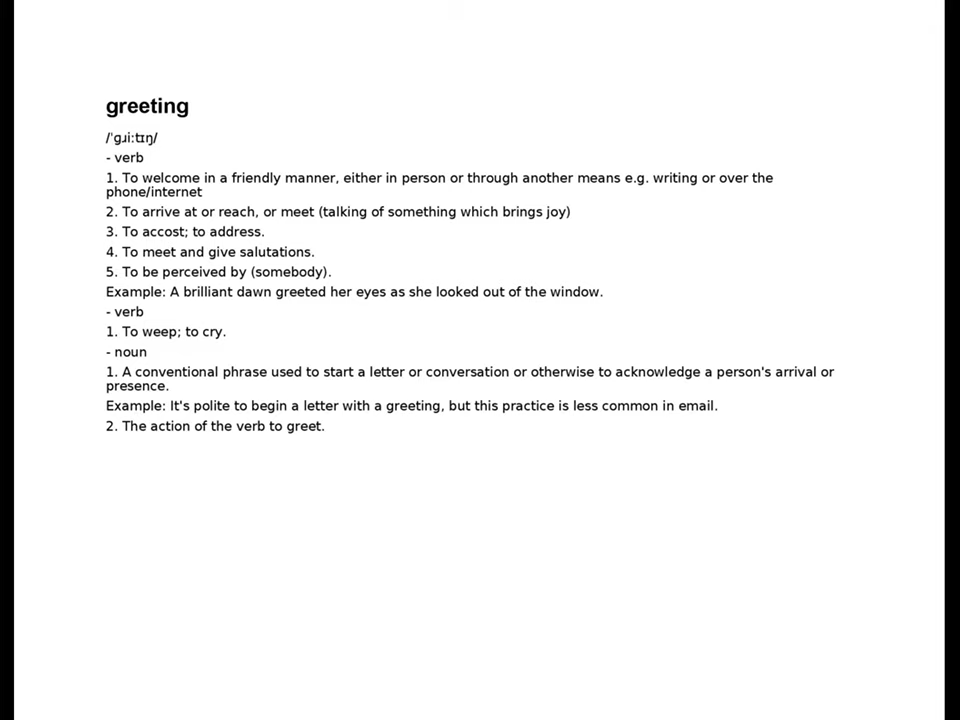 greeting
/ˈɡɹiːtɪŋ/
- verb
1. To welcome in a friendly manner, either in person or through another means e.g. writing or over the
phone/internet
2. To arrive at or reach, or meet (talking of something which brings joy)
3. To accost; to address.
4. To meet and give salutations.
5. To be perceived by (somebody).
Example: A brilliant dawn greeted her eyes as she looked out of the window.
- verb
1. To weep; to cry.
- noun
1. A conventional phrase used to start a letter or conversation or otherwise to acknowledge a person's arrival or
presence.
Example: It's polite to begin a letter with a greeting, but this practice is less common in email.
2. The action of the verb to greet.